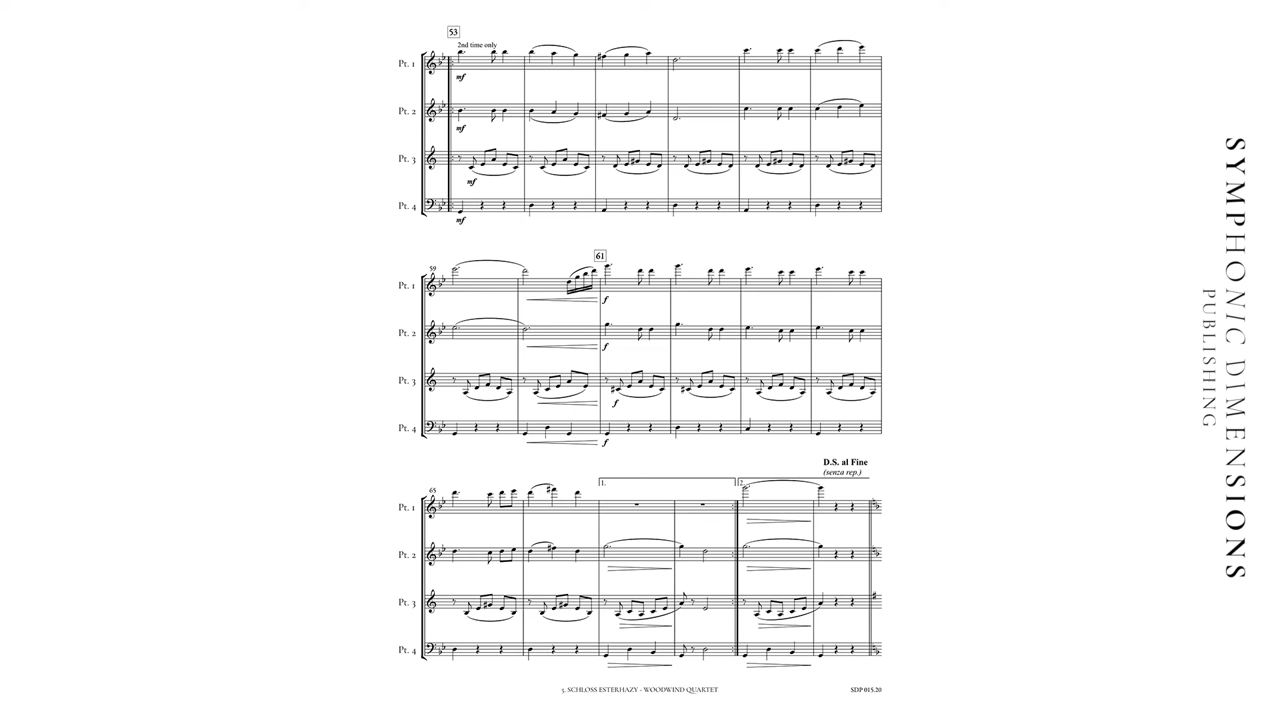 53
2nd time only
Pt. 1
mf
Pt. 2
mf
Pt. 3
mf
Pt. 4
mf
59
61
Pt. 1
f
Pt. 2
f
Pt. 3
f
Pt. 4
f
D.S. al Fine
(senza rep.)
65
1.
2.
Pt. 1
Pt. 2
Pt. 3
Pt. 4
5. SCHLOSS ESTERHAZY - WOODWIND QUARTET
SDP 015.20
SYMPHONIC DIMENSIONS
PUBLISHING